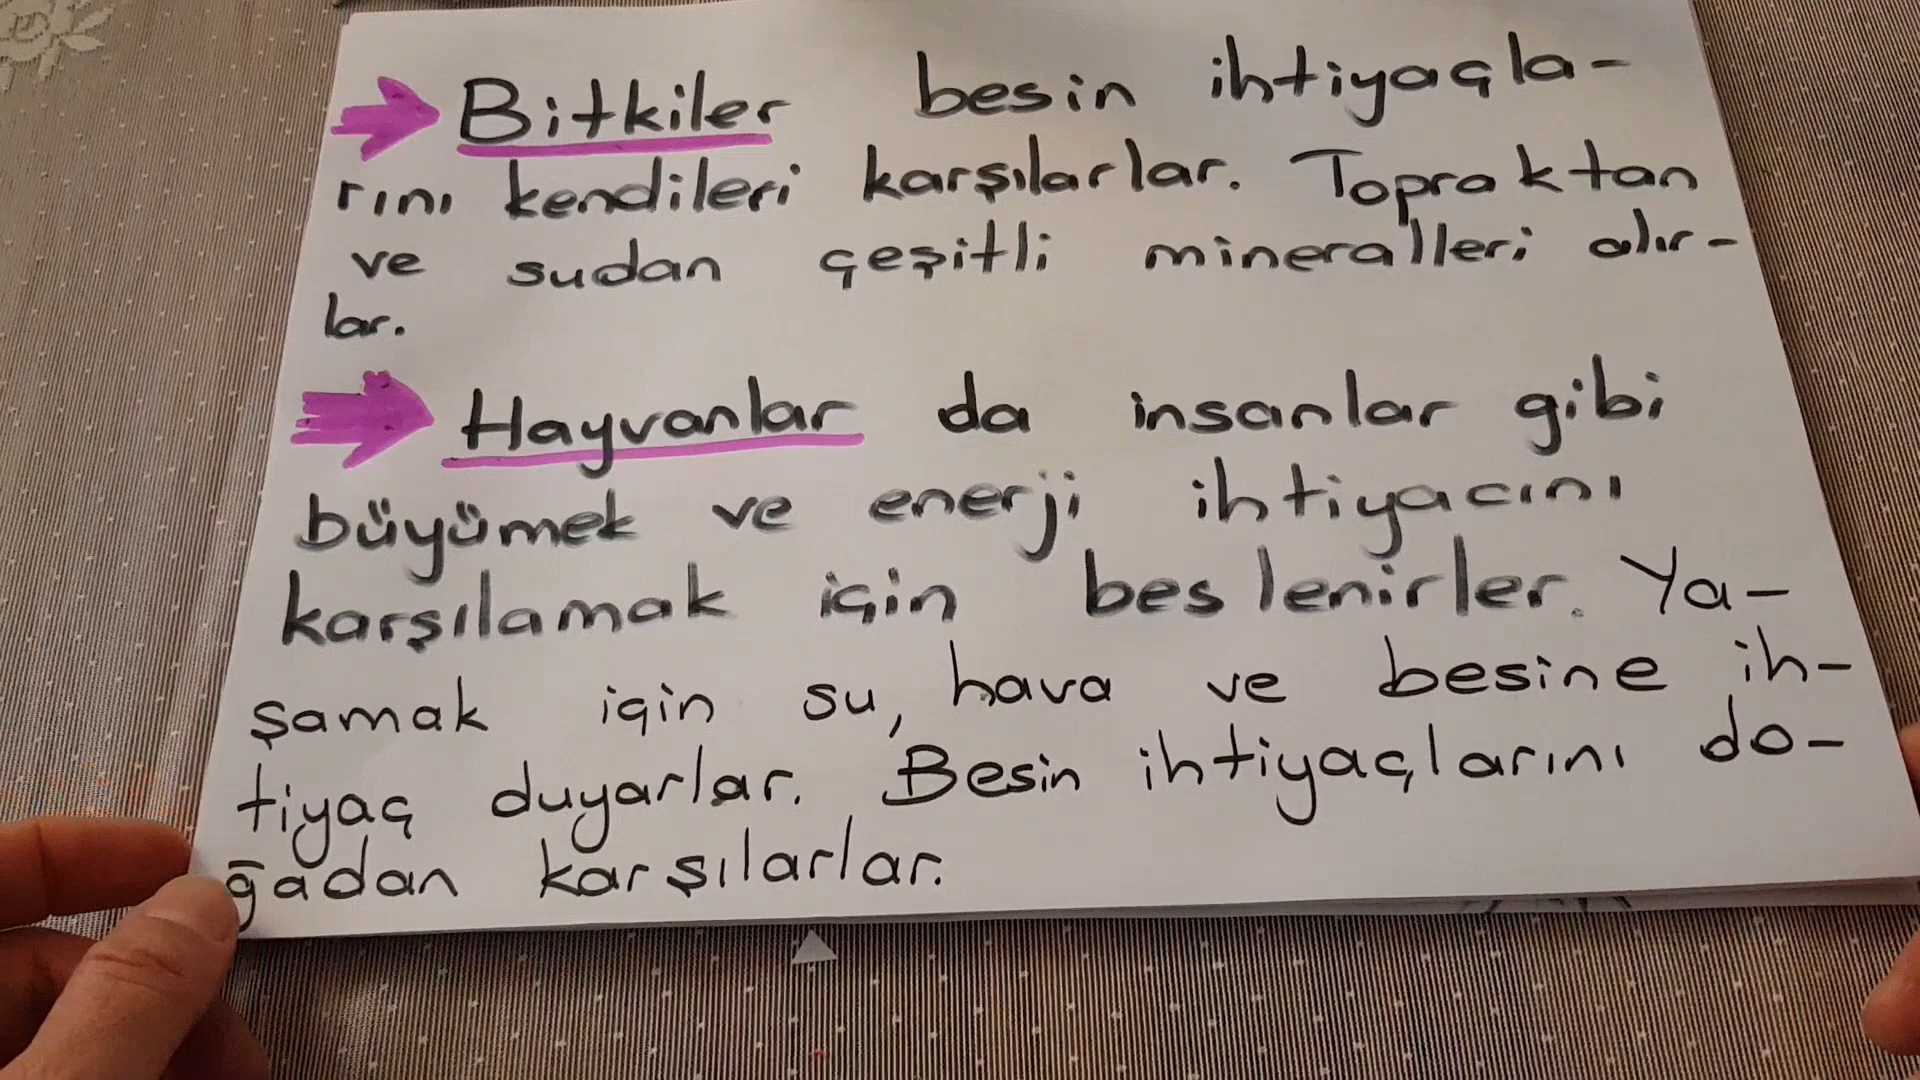 Bitkiler besin ihtiyaçla-
rını kendileri karşılarlar. Topraktan
ve sudan çeşitli mineralleri alır-
lar.
Hayvanlar da insanlar gibi
büyümek ve enerji ihtiyacını
karşılamak için beslenirler. Ya-
şamak için su, hava ve besine ih-
tiyaç duyarlar. Besin ihtiyaçlarını do-
ğadan karşılarlar.